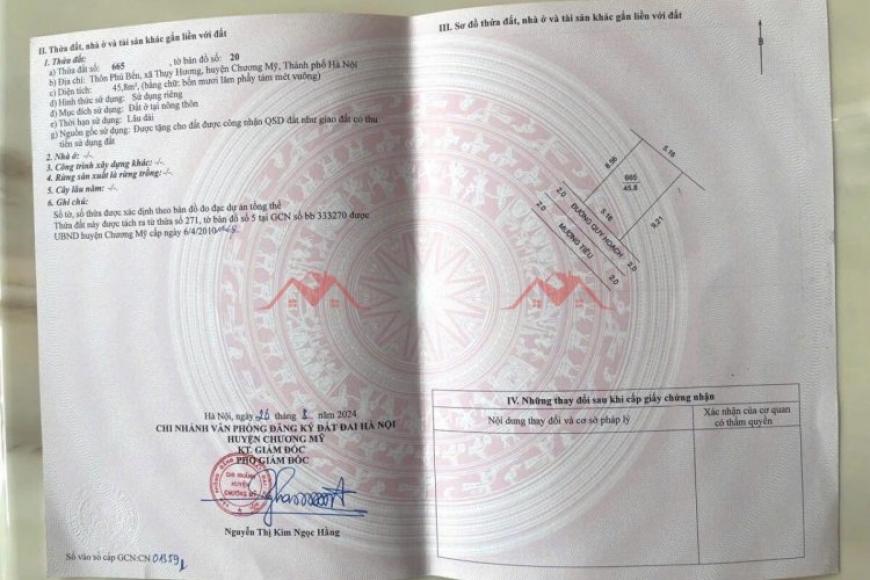 II. Thửa đất, nhà ở và tài sản khác gắn liền với đất
1. Thửa đất:
a) Thửa đất số: 665 , tờ bản đồ số: 20
b) Địa chỉ: Thôn Phú Bến, xã Thụy Hương, huyện Chương Mỹ, Thành phố Hà Nội
c) Diện tích: 45,8m², (bằng chữ: bốn mươi lăm phẩy tám mét vuông)
d) Hình thức sử dụng: Sử dụng riêng
đ) Mục đích sử dụng: Đất ở tại nông thôn
e) Thời hạn sử dụng: Lâu dài
g) Nguồn gốc sử dụng: Được tặng cho đất được công nhận QSD đất như giao đất có thu
tiền sử dụng đất
2. Nhà ở: -/-
3. Công trình xây dựng khác: -/-
4. Rừng sản xuất là rừng trồng: -/-
5. Cây lâu năm: -/-
6. Ghi chú:
Số tờ, số thửa được xác định theo bản đồ đo đạc dự án tổng thể
Thửa đất này được tách ra từ thửa số 271, tờ bản đồ số 5 tại GCN số bb 333270 được
UBND huyện Chương Mỹ cấp ngày 6/4/2010
Hà Nội, ngày 26 tháng 8 năm 2024
CHI NHÁNH VĂN PHÒNG ĐĂNG KÝ ĐẤT ĐAI HÀ NỘI
HUYỆN CHƯƠNG MỸ
KT. GIÁM ĐỐC
PHÓ GIÁM ĐỐC
CHI NHÁNH
HUYỆN
CHƯƠNG MỸ
Nguyễn Thị Kim Ngọc Hằng
Số vào sổ cấp GCN:CN 01359
III. Sơ đồ thửa đất, nhà ở và tài sản khác gắn liền với đất
B
8.56
5.16
665
45.8
5.16
9.21
2.0
2.0
ĐƯỜNG QUY HOẠCH
MƯƠNG TIÊU
2.0
2.0
IV. Những thay đổi sau khi cấp giấy chứng nhận
Nội dung thay đổi và cơ sở pháp lý
Xác nhận của cơ quan
có thẩm quyền